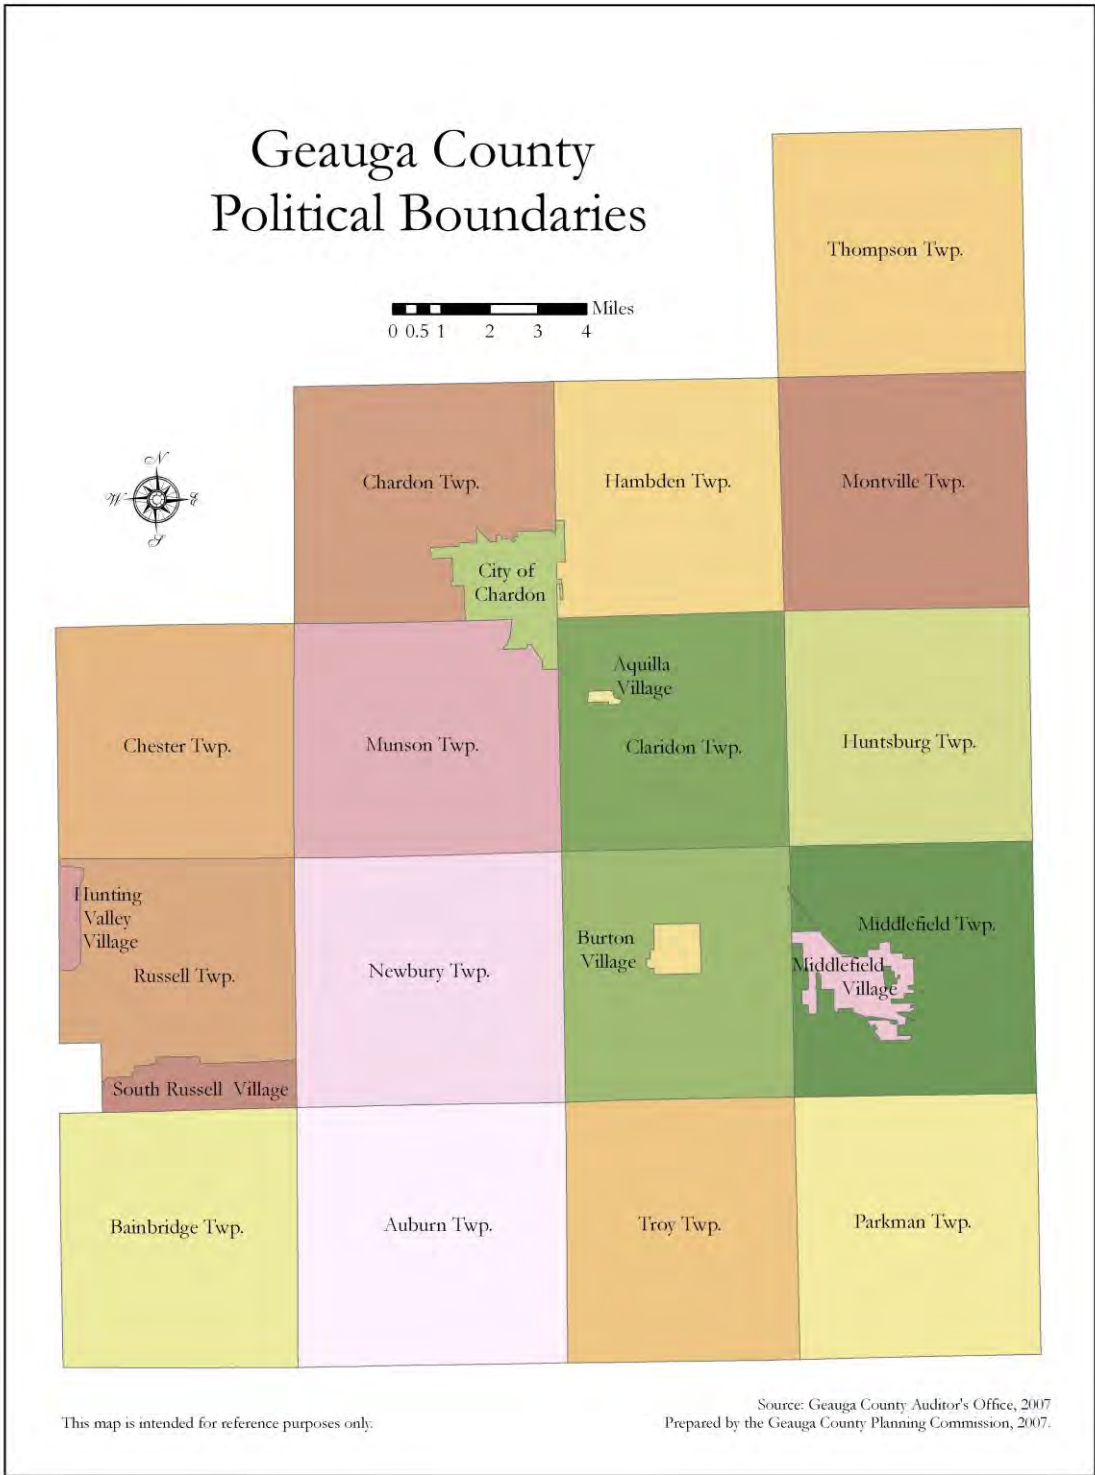 Geauga County
Political Boundaries
Thompson Twp.
Miles
0 0.5 1 2 3 4
Chardon Twp.
Hambden Twp.
Montville Twp.
N
W E
S
City of
Chardon
Aquilla
Village
Chester Twp.
Munson Twp.
Claridon Twp.
Huntsburg Twp.
Hunting
Valley
Village
Russell Twp.
Newbury Twp.
Burton
Village
Middlefield Twp.
Middlefield
Village
South Russell Village
Bainbridge Twp.
Auburn Twp.
Troy Twp.
Parkman Twp.
This map is intended for reference purposes only.
Source: Geauga County Auditor's Office, 2007
Prepared by the Geauga County Planning Commission, 2007.